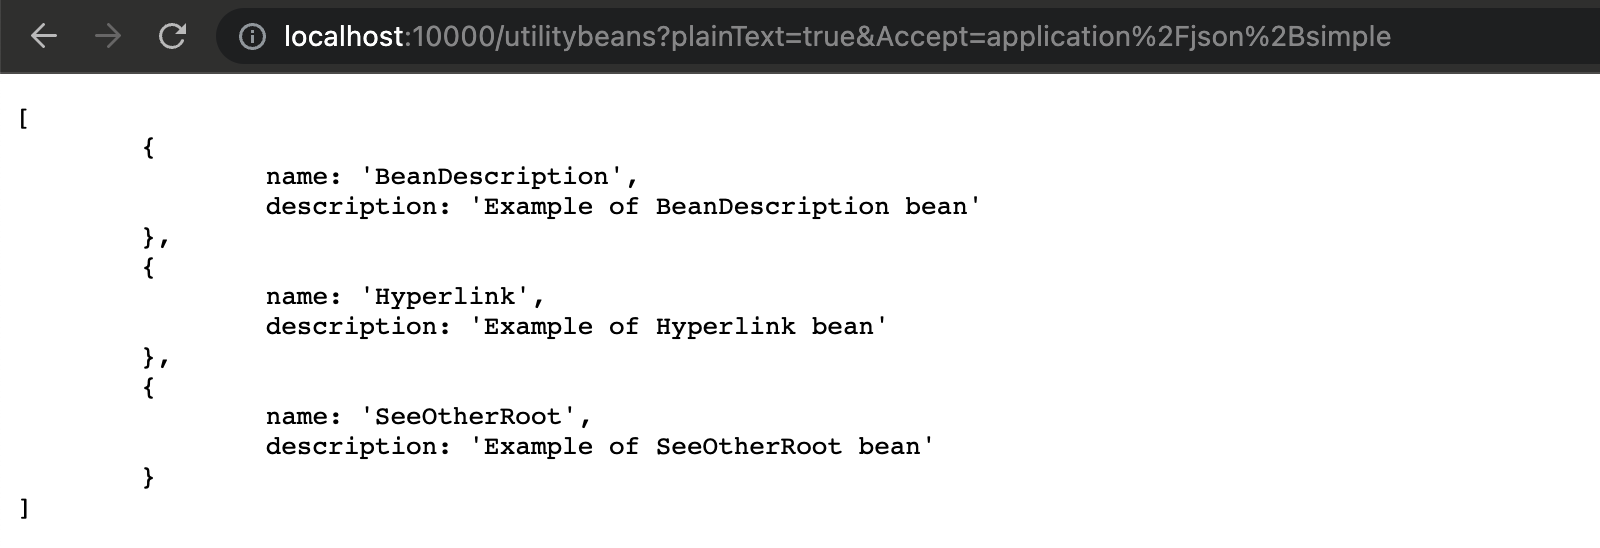 localhost:10000/utilitybeans?plainText=true&Accept=application%2Fjson%2Bsimple
[
{
name: 'BeanDescription',
description: 'Example of BeanDescription bean'
},
{
name: 'Hyperlink',
description: 'Example of Hyperlink bean'
},
{
name: 'SeeOtherRoot',
description: 'Example of SeeOtherRoot bean'
}
]